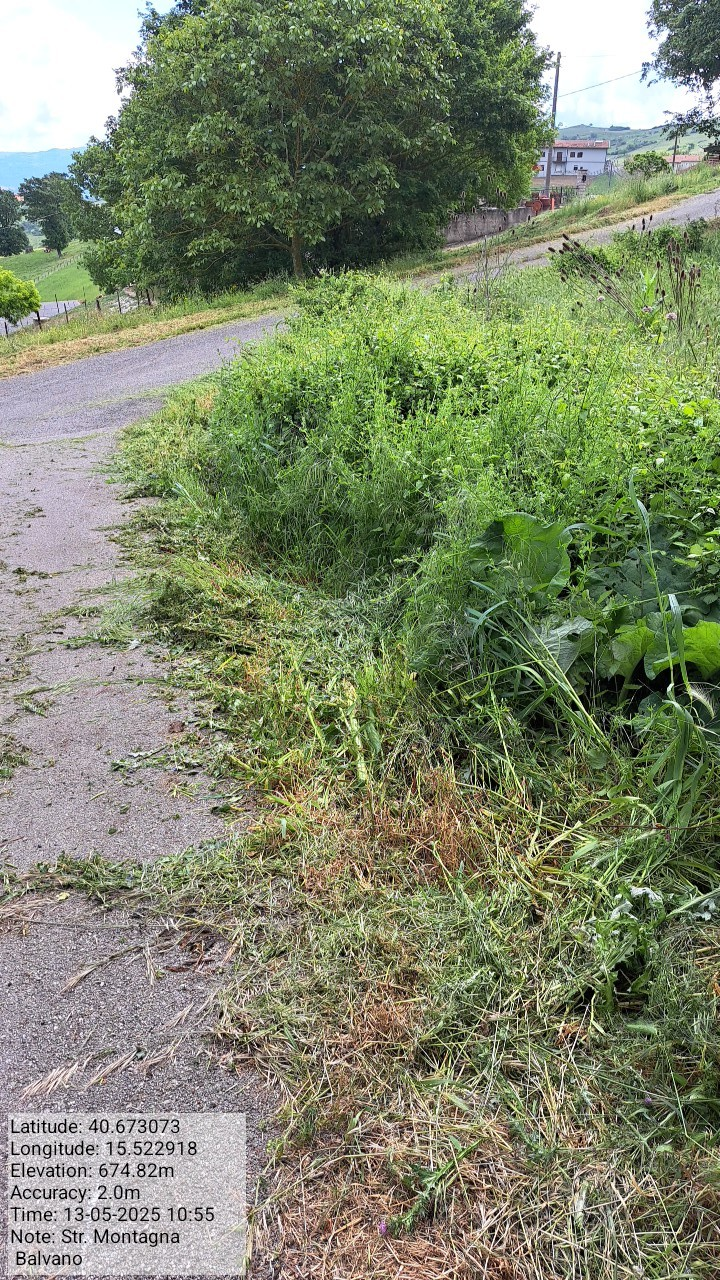 Latitude: 40.673073
Longitude: 15.522918
Elevation: 674.82m
Accuracy: 2.0m
Time: 13-05-2025 10:55
Note: Str. Montagna
Balvano